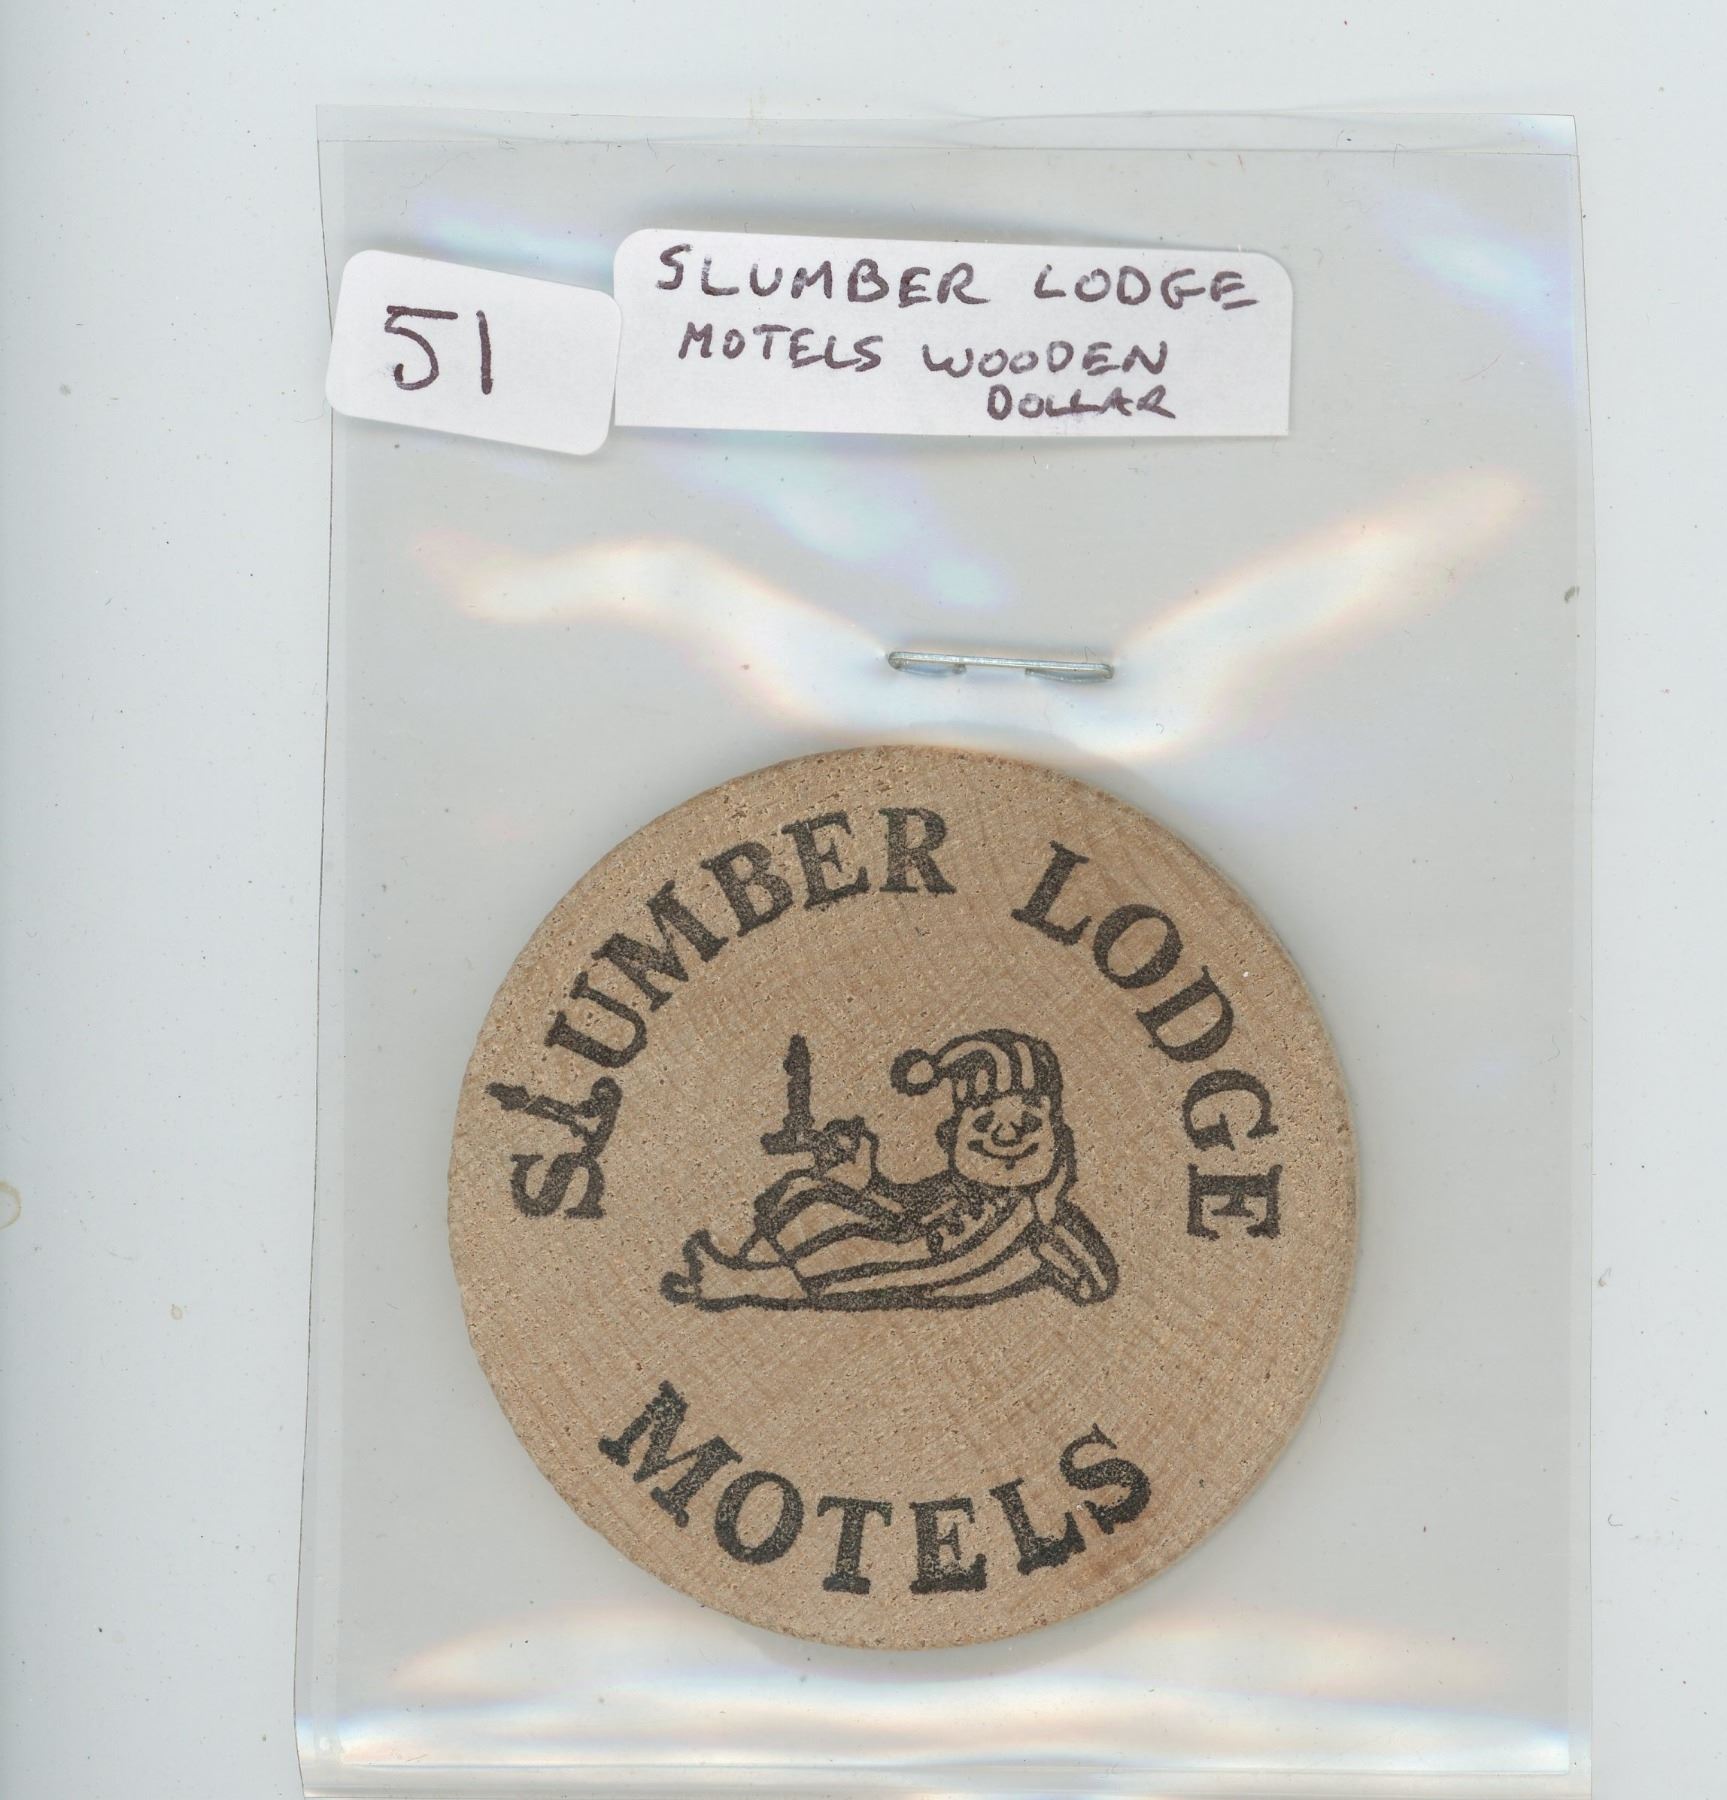 51
SLUMBER LODGE
MOTELS WOODEN
DOLLAR
SLUMBER LODGE
MOTELS